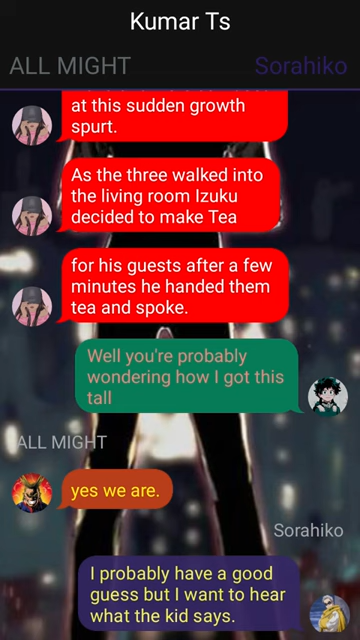 Kumar Ts
ALL MIGHT
Sorahiko
at this sudden growth
spurt.
As the three walked into
the living room Izuku
decided to make Tea
for his guests after a few
minutes he handed them
tea and spoke.
Well you're probably
wondering how I got this
tall
ALL MIGHT
yes we are.
Sorahiko
I probably have a good
guess but I want to hear
what the kid says.